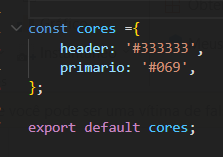 const cores ={
    header: '#333333',
    primario: '#069',
};
export default cores;